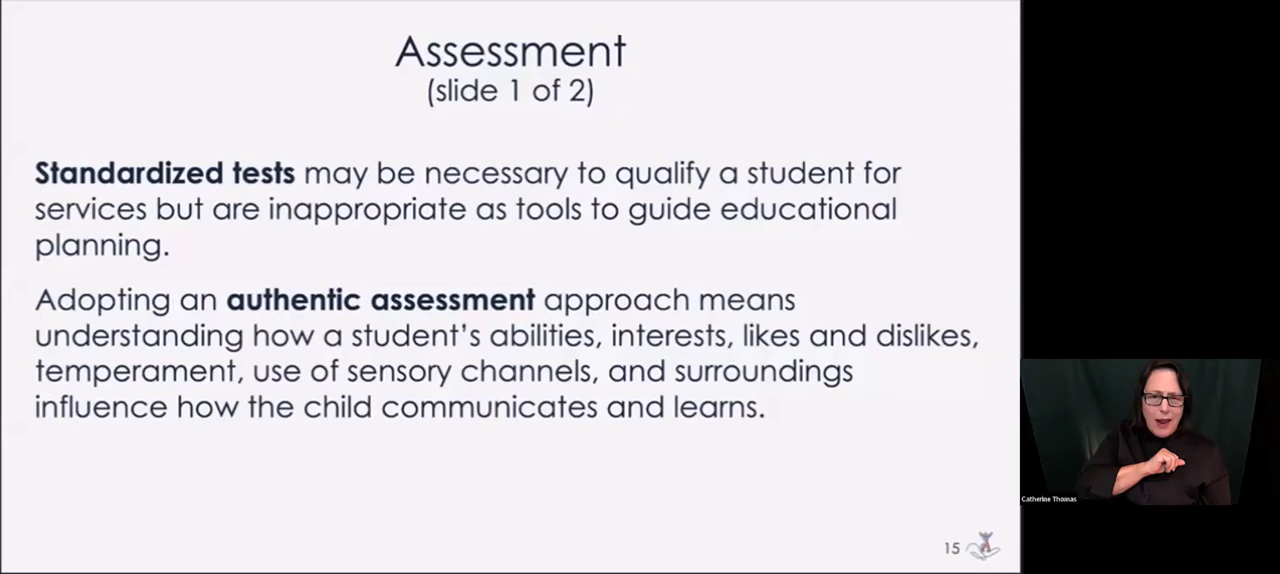 Assessment
(slide 1 of 2)
Standardized tests may be necessary to qualify a student for
services but are inappropriate as tools to guide educational
planning.
Adopting an authentic assessment approach means
understanding how a student's abilities, interests, likes and dislikes,
temperament, use of sensory channels, and surroundings
influence how the child communicates and learns.
Catherine Thomas
15